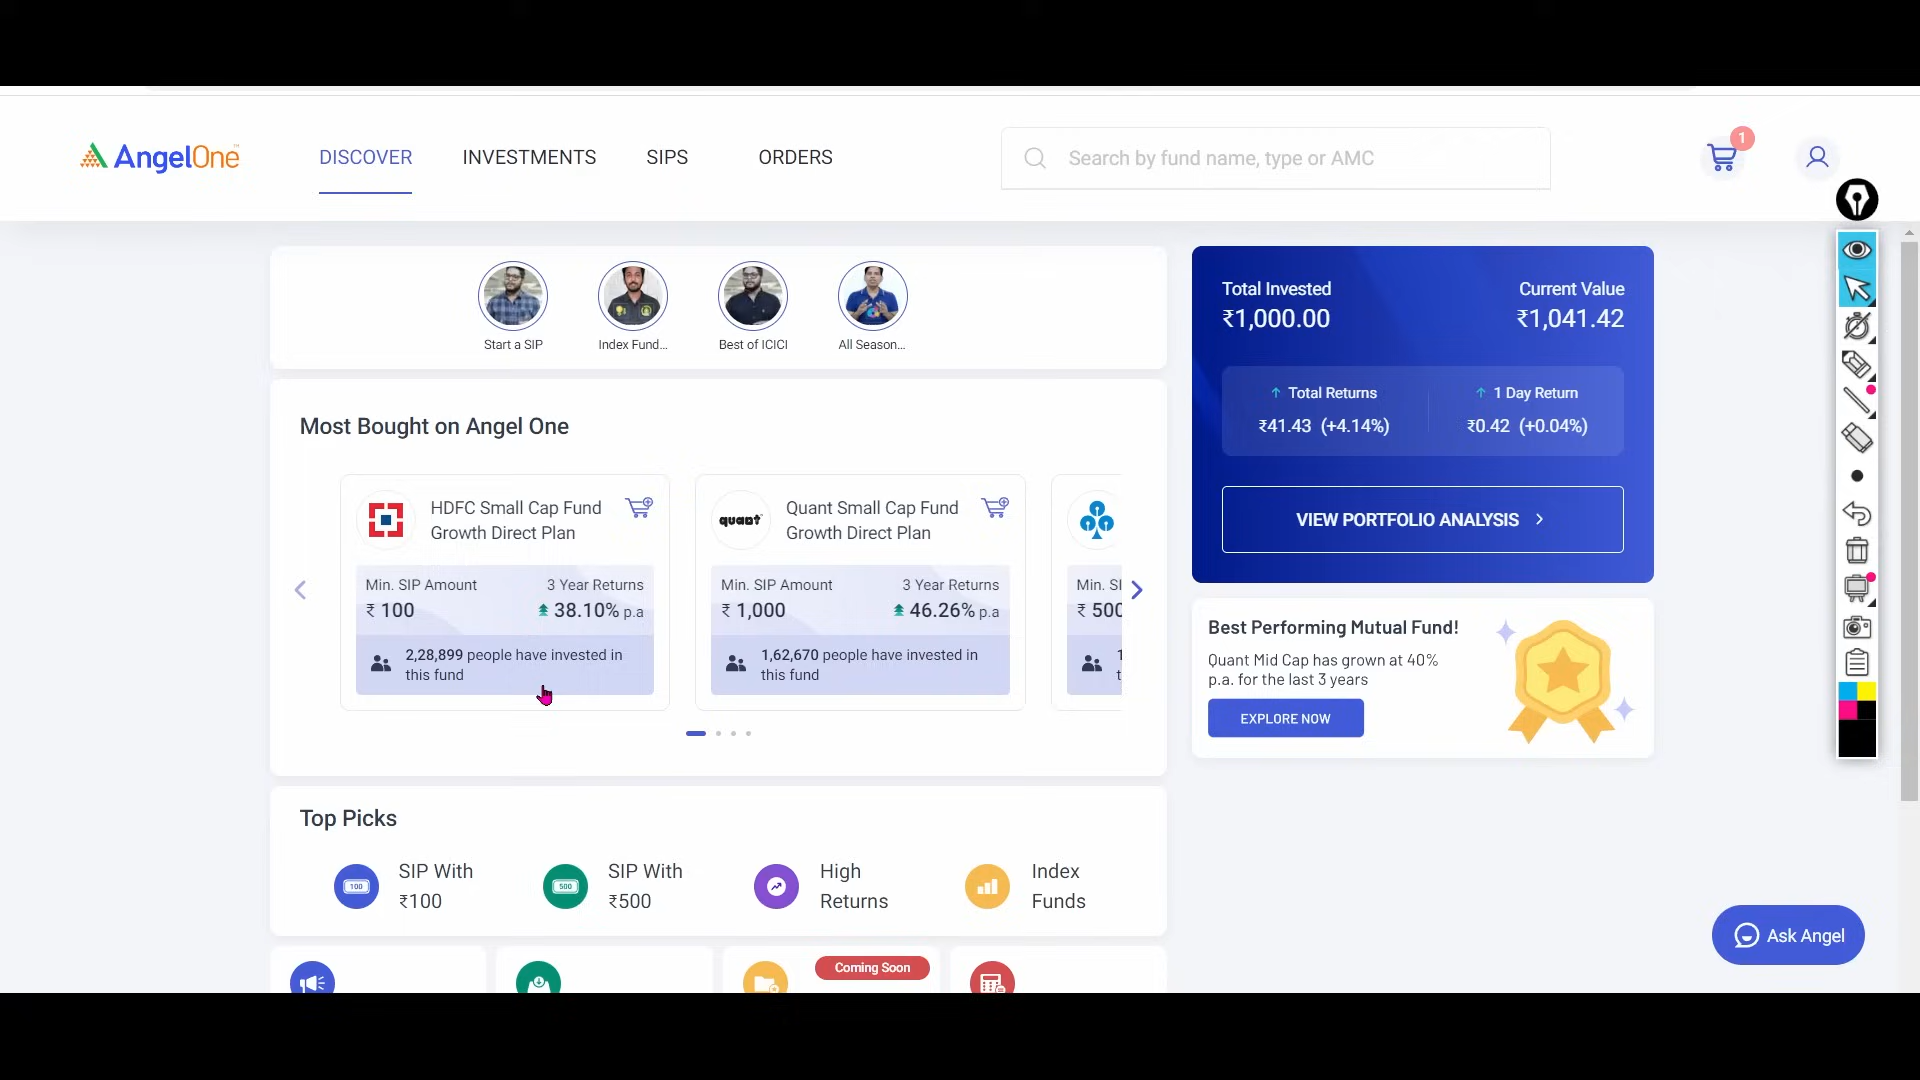 AngelOne
DISCOVER
INVESTMENTS
SIPS
ORDERS
Search by fund name, type or AMC
1
Start a SIP
Index Fund...
Best of ICICI
All Season...
Most Bought on Angel One
HDFC Small Cap Fund
Growth Direct Plan
Min. SIP Amount
3 Year Returns
₹ 100
38.10% p.a
2,28,899 people have invested in
this fund
quant
Quant Small Cap Fund
Growth Direct Plan
Min. SIP Amount
3 Year Returns
₹ 1,000
46.26% p.a
1,62,670 people have invested in
this fund
Min. SI
₹ 500
1
t
Total Invested
Current Value
₹1,000.00
₹1,041.42
Total Returns
1 Day Return
₹41.43 (+4.14%)
₹0.42 (+0.04%)
VIEW PORTFOLIO ANALYSIS
Best Performing Mutual Fund!
Quant Mid Cap has grown at 40%
p.a. for the last 3 years
EXPLORE NOW
Top Picks
100
SIP With
₹100
500
SIP With
₹500
High
Returns
Index
Funds
Coming Soon
Ask Angel